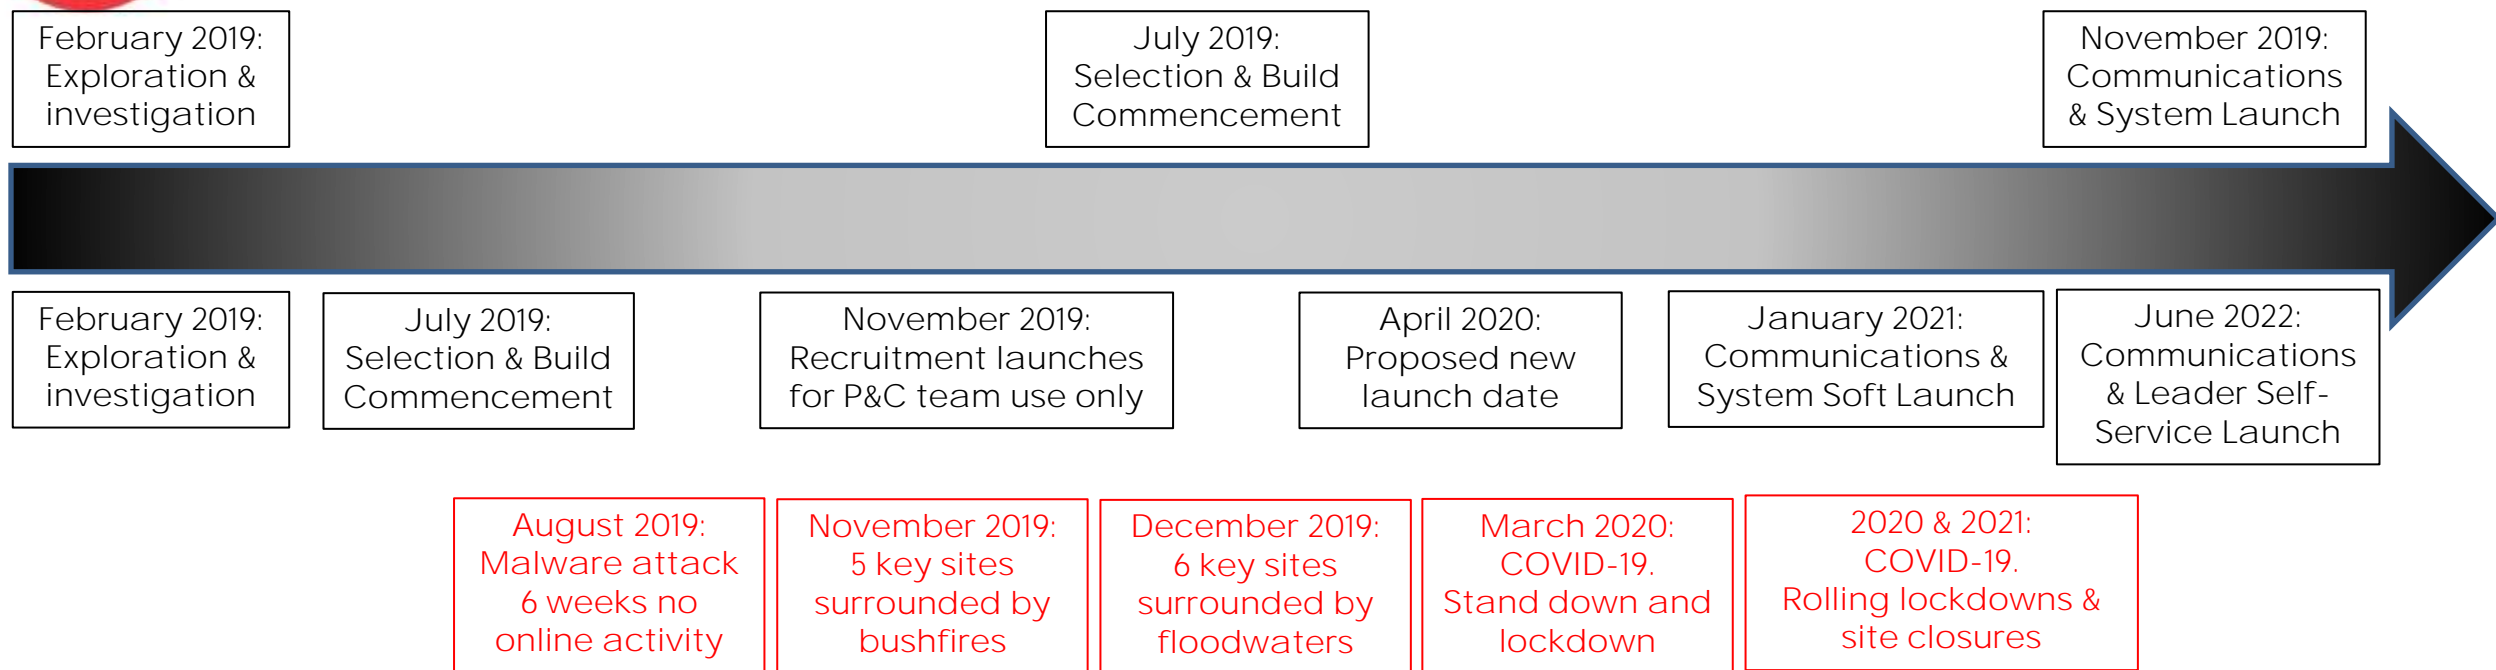 February 2019:
Exploration &
investigation
July 2019:
Selection & Build
Commencement
November 2019:
Communications
& System Launch
February 2019:
Exploration &
investigation
July 2019:
Selection & Build
Commencement
November 2019:
Recruitment launches
for P&C team use only
April 2020:
Proposed new
launch date
January 2021:
Communications &
System Soft Launch
June 2022:
Communications
& Leader Self-
Service Launch
August 2019:
Malware attack
6 weeks no
online activity
November 2019:
5 key sites
surrounded by
bushfires
December 2019:
6 key sites
surrounded by
floodwaters
March 2020:
COVID-19.
Stand down and
lockdown
2020 & 2021:
COVID-19.
Rolling lockdowns &
site closures